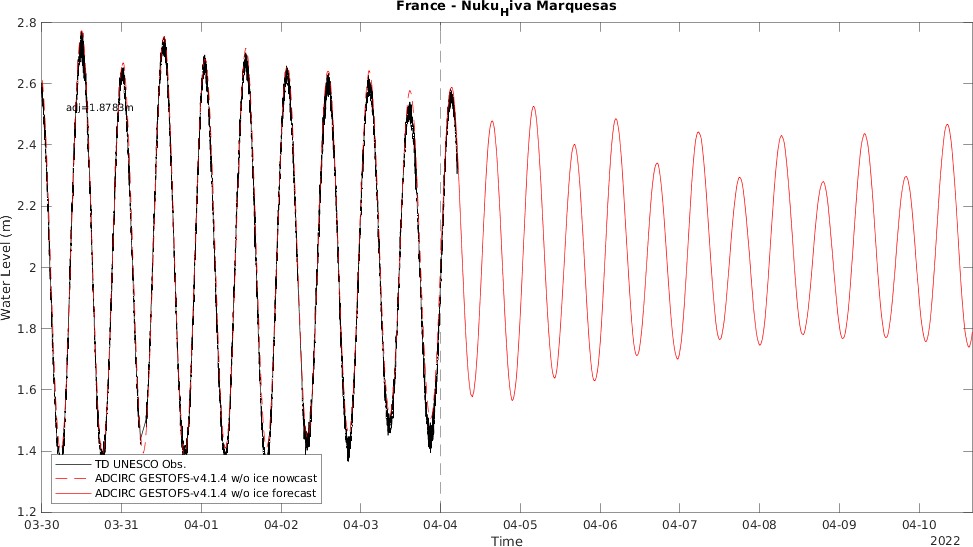 France - Nuku_Hiva Marquesas
2.8
2.6
adj=1.8783m
2.4
2.2
Water Level (m)
2
1.8
1.6
1.4
TD UNESCO Obs.
ADCIRC GESTOFS-v4.1.4 w/o ice nowcast
ADCIRC GESTOFS-v4.1.4 w/o ice forecast
1.2
03-30 03-31 04-01 04-02 04-03 04-04 04-05 04-06 04-07 04-08 04-09 04-10
Time
2022